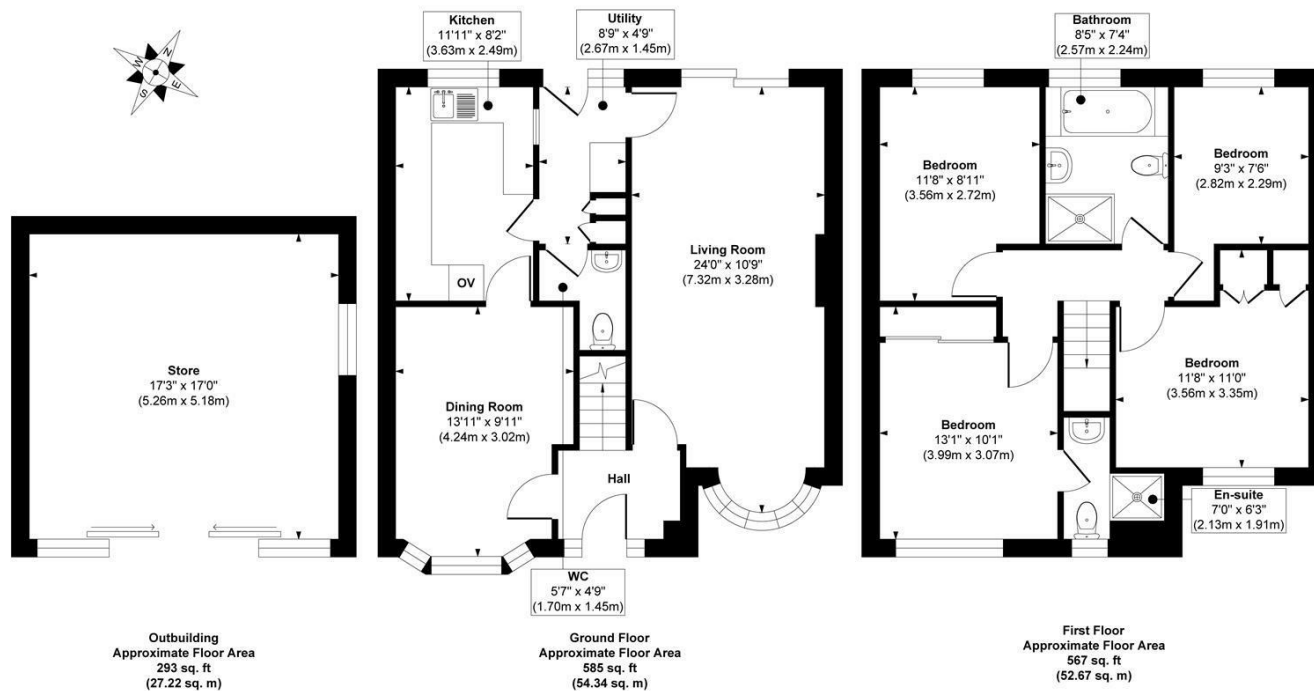 N
E
S
W
Store
17'3" x 17'0"
(5.26m x 5.18m)
Outbuilding
Approximate Floor Area
293 sq. ft
(27.22 sq. m)
Kitchen
11'11" x 8'2"
(3.63m x 2.49m)
Utility
8'9" x 4'9"
(2.67m x 1.45m)
OV
Living Room
24'0" x 10'9"
(7.32m x 3.28m)
Dining Room
13'11" x 9'11"
(4.24m x 3.02m)
Hall
WC
5'7" x 4'9"
(1.70m x 1.45m)
Ground Floor
Approximate Floor Area
585 sq. ft
(54.34 sq. m)
Bathroom
8'5" x 7'4"
(2.57m x 2.24m)
Bedroom
11'8" x 8'11"
(3.56m x 2.72m)
Bedroom
9'3" x 7'6"
(2.82m x 2.29m)
Bedroom
11'8" x 11'0"
(3.56m x 3.35m)
Bedroom
13'1" x 10'1"
(3.99m x 3.07m)
En-suite
7'0" x 6'3"
(2.13m x 1.91m)
First Floor
Approximate Floor Area
567 sq. ft
(52.67 sq. m)